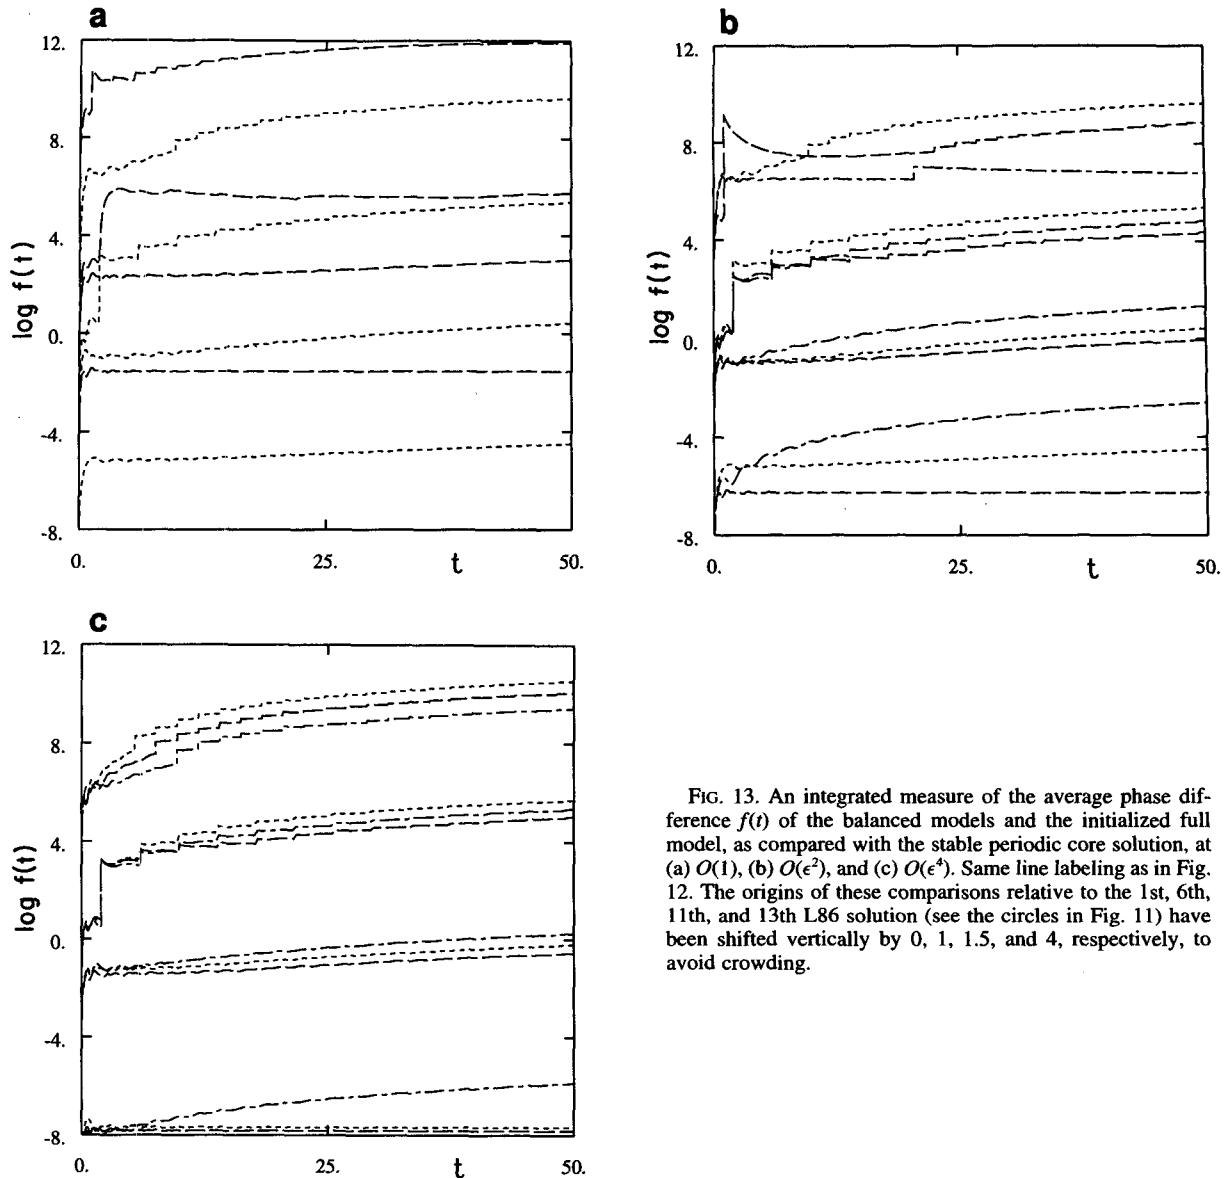 a
12.
8.
4.
0.
-4.
-8.
log f(t)
0.
25.
t
50.
b
12.
8.
4.
0.
-4.
-8.
log f(t)
0.
25.
t
50.
c
12.
8.
4.
0.
-4.
-8.
log f(t)
0.
25.
t
50.
FIG. 13. An integrated measure of the average phase dif-
ference f(t) of the balanced models and the initialized full
model, as compared with the stable periodic core solution, at
(a) O(1), (b) O(ϵ²), and (c) O(ϵ⁴). Same line labeling as in Fig.
12. The origins of these comparisons relative to the 1st, 6th,
11th, and 13th L86 solution (see the circles in Fig. 11) have
been shifted vertically by 0, 1, 1.5, and 4, respectively, to
avoid crowding.